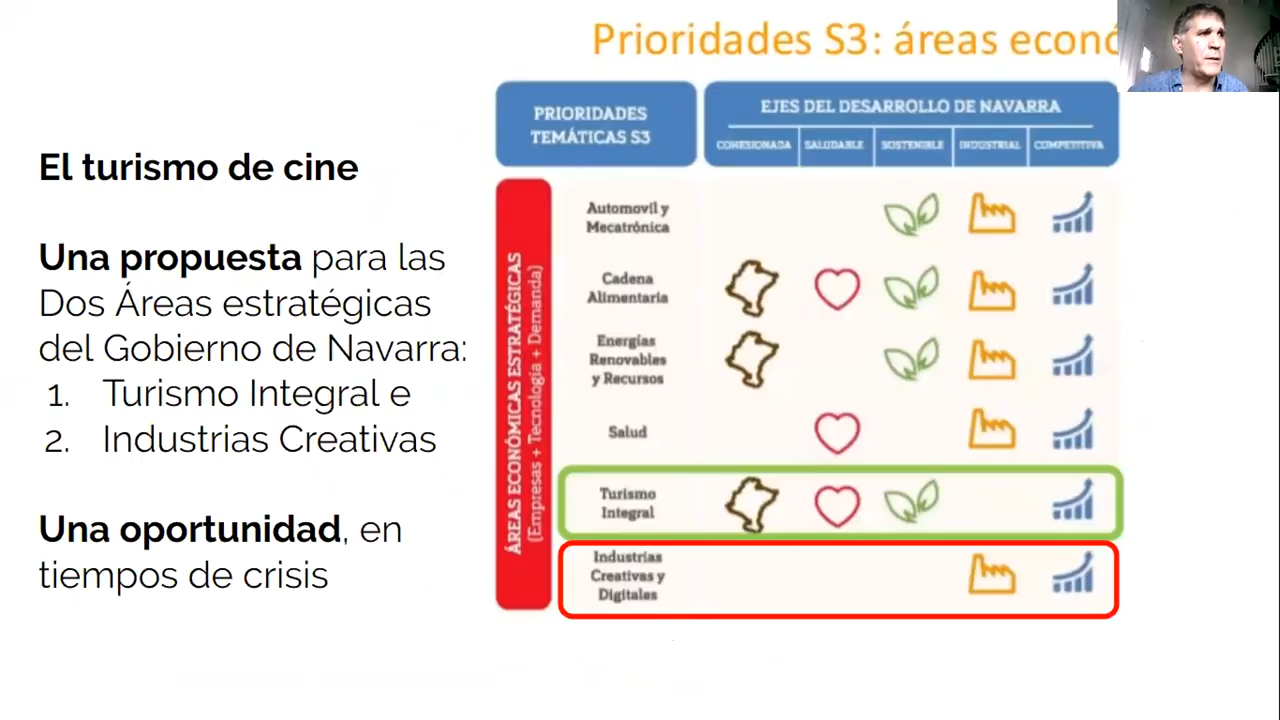 Prioridades S3: áreas econó
El turismo de cine
Una propuesta para las
Dos Áreas estratégicas
del Gobierno de Navarra:
1. Turismo Integral e
2. Industrias Creativas
Una oportunidad, en
tiempos de crisis
PRIORIDADES
TEMÁTICAS S3
EJES DEL DESARROLLO DE NAVARRA
COHESIONADA SALUDABLE SOSTENIBLE INDUSTRIAL COMPETITIVA
ÁREAS ECONÓMICAS ESTRATÉGICAS
(Empresas + Tecnología + Demanda)
Automovil y
Mecatrónica
Cadena
Alimentaria
Energías
Renovables
y Recursos
Salud
Turismo
Integral
Industrias
Creativas y
Digitales